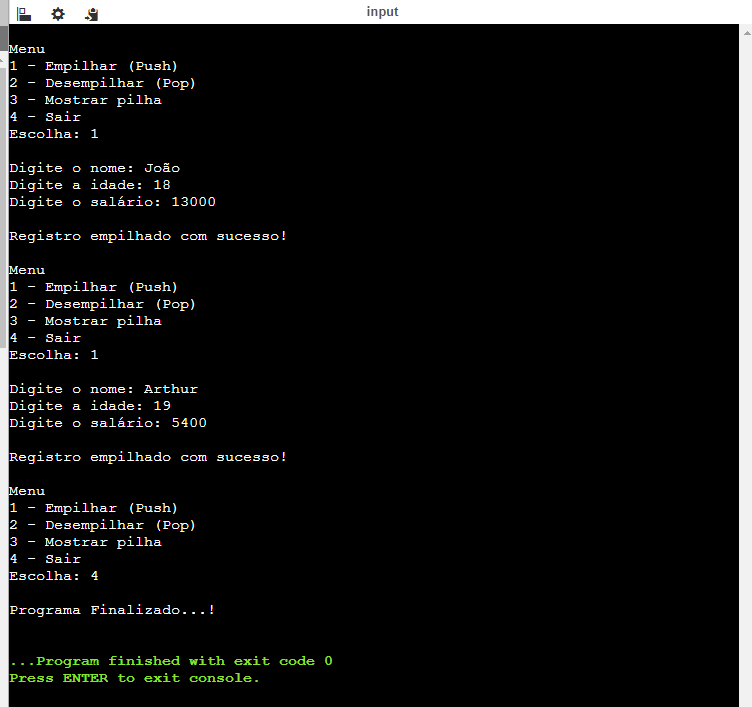 input
Menu
1 - Empilhar (Push)
2 - Desempilhar (Pop)
3 - Mostrar pilha
4 - Sair
Escolha: 1
Digite o nome: João
Digite a idade: 18
Digite o salário: 13000
Registro empilhado com sucesso!
Menu
1 - Empilhar (Push)
2 - Desempilhar (Pop)
3 - Mostrar pilha
4 - Sair
Escolha: 1
Digite o nome: Arthur
Digite a idade: 19
Digite o salário: 5400
Registro empilhado com sucesso!
Menu
1 - Empilhar (Push)
2 - Desempilhar (Pop)
3 - Mostrar pilha
4 - Sair
Escolha: 4
Programa Finalizado...!
...Program finished with exit code 0
Press ENTER to exit console.